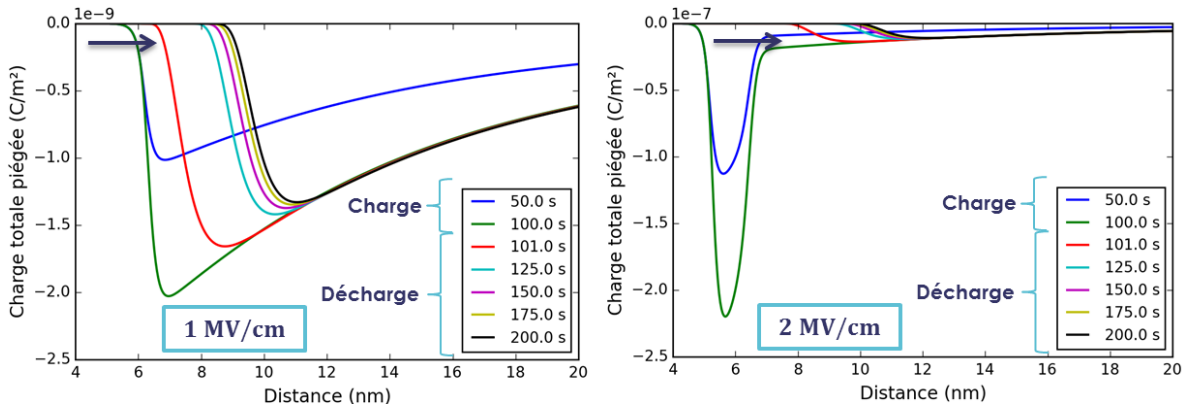 1e−9
0.0
−0.5
−1.0
−1.5
−2.0
−2.5
Charge totale piégée (C/m²)
4 6 8 10 12 14 16 18 20
Distance (nm)
Charge
Décharge
50.0 s
100.0 s
101.0 s
125.0 s
150.0 s
175.0 s
200.0 s
1 MV/cm
1e−7
0.0
−0.5
−1.0
−1.5
−2.0
−2.5
Charge totale piégée (C/m²)
4 6 8 10 12 14 16 18 20
Distance (nm)
Charge
Décharge
50.0 s
100.0 s
101.0 s
125.0 s
150.0 s
175.0 s
200.0 s
2 MV/cm